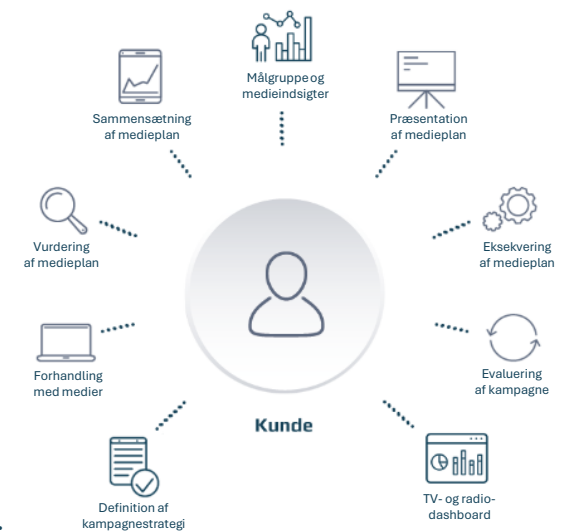 Målgruppe og
medieindsigter
Sammensætning
af medieplan
Præsentation
af medieplan
Vurdering
af medieplan
Eksekvering
af medieplan
Forhandling
med medier
Evaluering
af kampagne
Kunde
Definition af
kampagnestrategi
TV- og radio-
dashboard